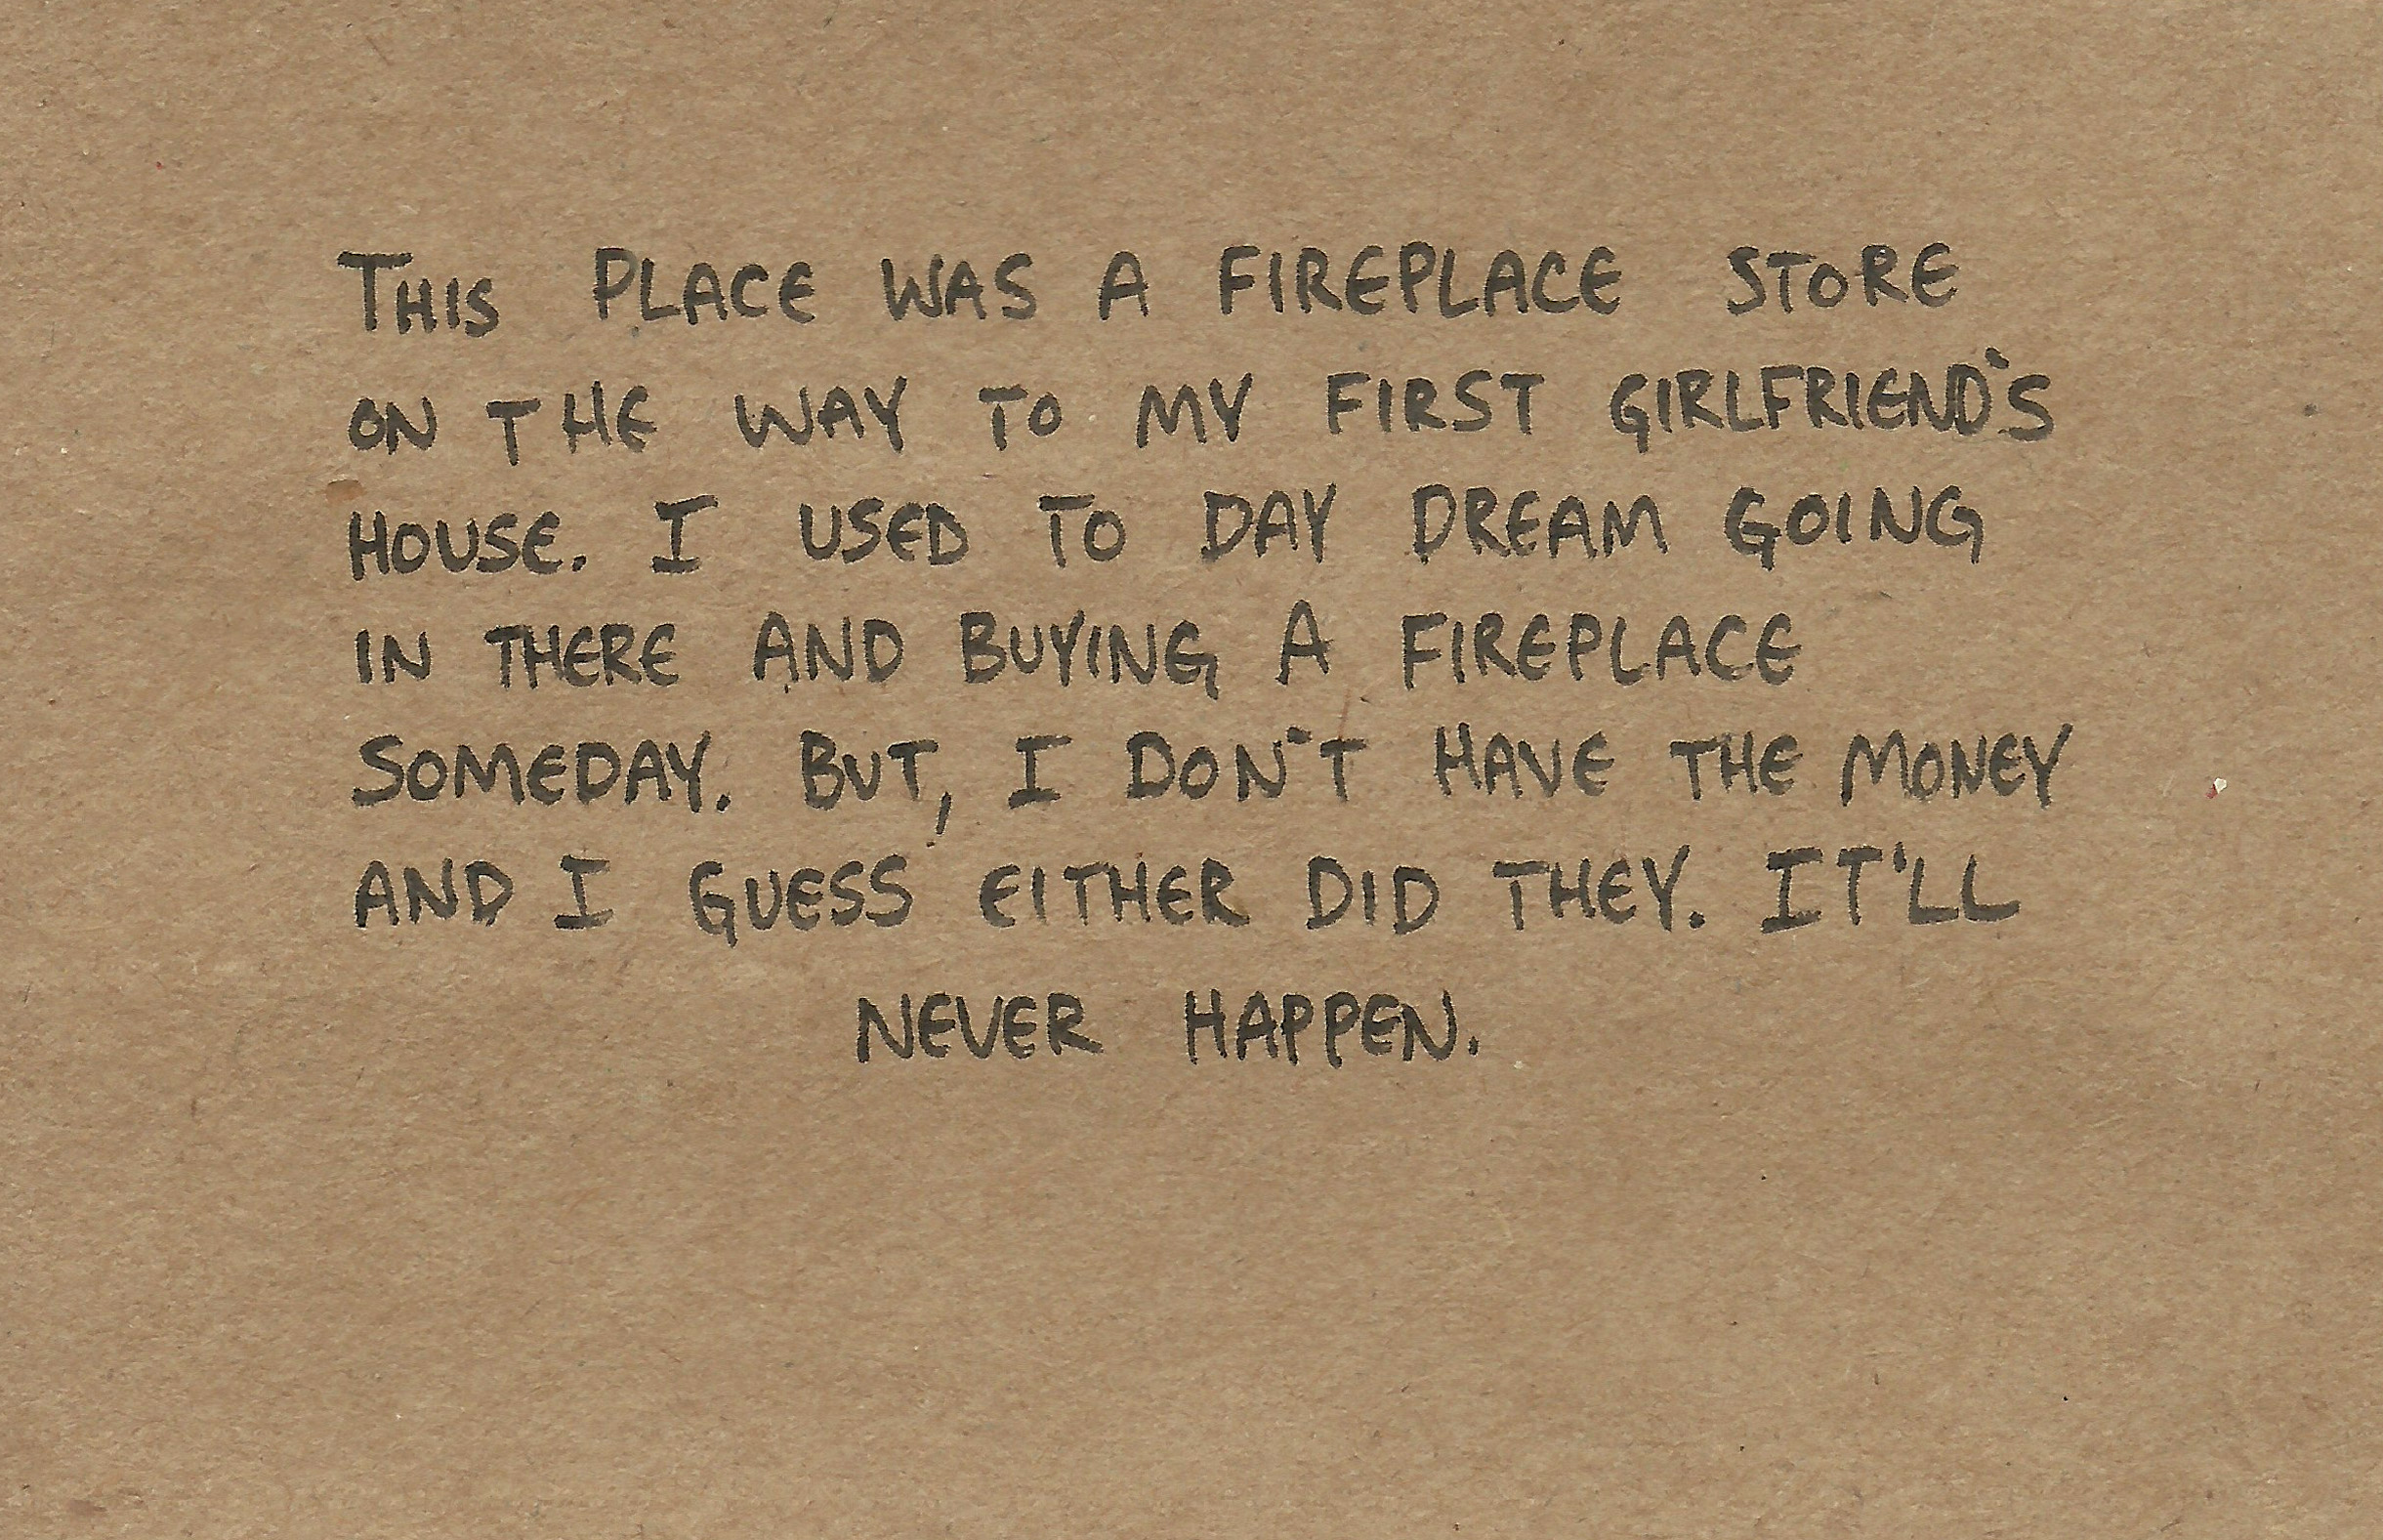 THIS PLACE WAS A FIREPLACE STORE
ON THE WAY TO MY FIRST GIRLFRIEND'S
HOUSE. I USED TO DAY DREAM GOING
IN THERE AND BUYING A FIREPLACE
SOMEDAY. BUT, I DON'T HAVE THE MONEY
AND I GUESS EITHER DID THEY. IT'LL
NEVER HAPPEN.